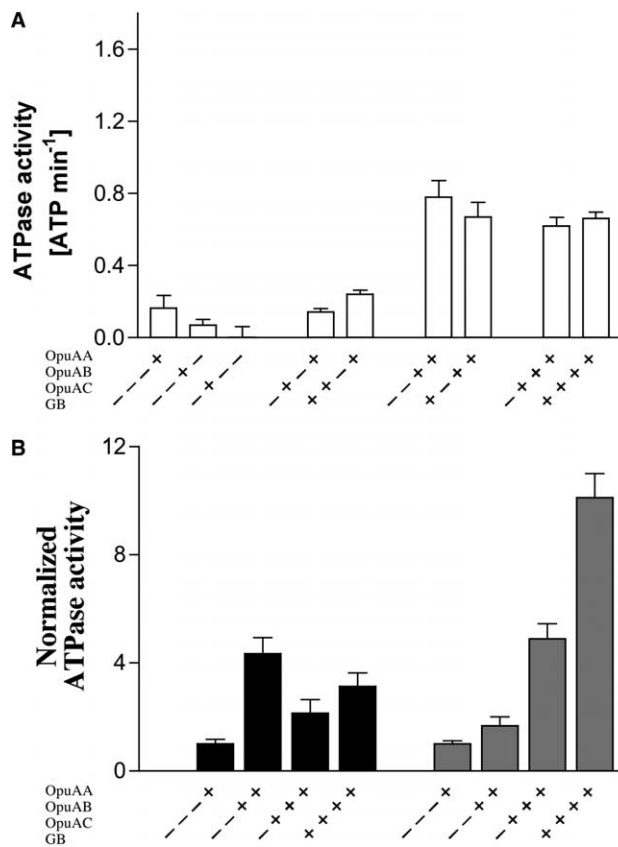 A
ATPase activity
[ATP min⁻¹]
1.6
1.2
0.8
0.4
0.0
OpuAA + – – + + + + + +
OpuAB – + – – – + + + +
OpuAC – – + + + – – + +
GB – – – – + – + – +
B
Normalized
ATPase activity
12
8
4
0
OpuAA + + + + + + + +
OpuAB – + + + – + + +
OpuAC – – + + – – + +
GB – – – + – – – +